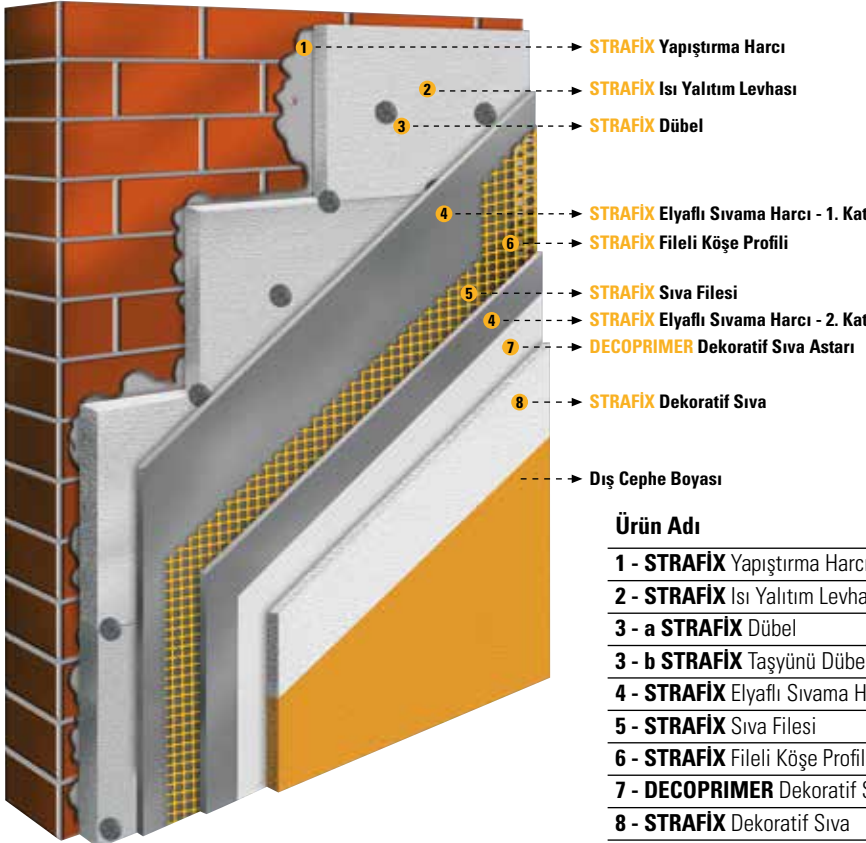 1
STRAFİX Yapıştırma Harcı
2
STRAFİX Isı Yalıtım Levhası
3
STRAFİX Dübel
4
STRAFİX Elyaflı Sıvama Harcı - 1. Kat
6
STRAFİX Fileli Köşe Profili
5
STRAFİX Sıva Filesi
4
STRAFİX Elyaflı Sıvama Harcı - 2. Kat
7
DECOPRIMER Dekoratif Sıva Astarı
8
STRAFİX Dekoratif Sıva
Dış Cephe Boyası
Ürün Adı
1 - STRAFİX Yapıştırma Harcı
2 - STRAFİX Isı Yalıtım Levha
3 - a STRAFİX Dübel
3 - b STRAFİX Taşyünü Dübe
4 - STRAFİX Elyaflı Sıvama H
5 - STRAFİX Sıva Filesi
6 - STRAFİX Fileli Köşe Profil
7 - DECOPRIMER Dekoratif S
8 - STRAFİX Dekoratif Sıva